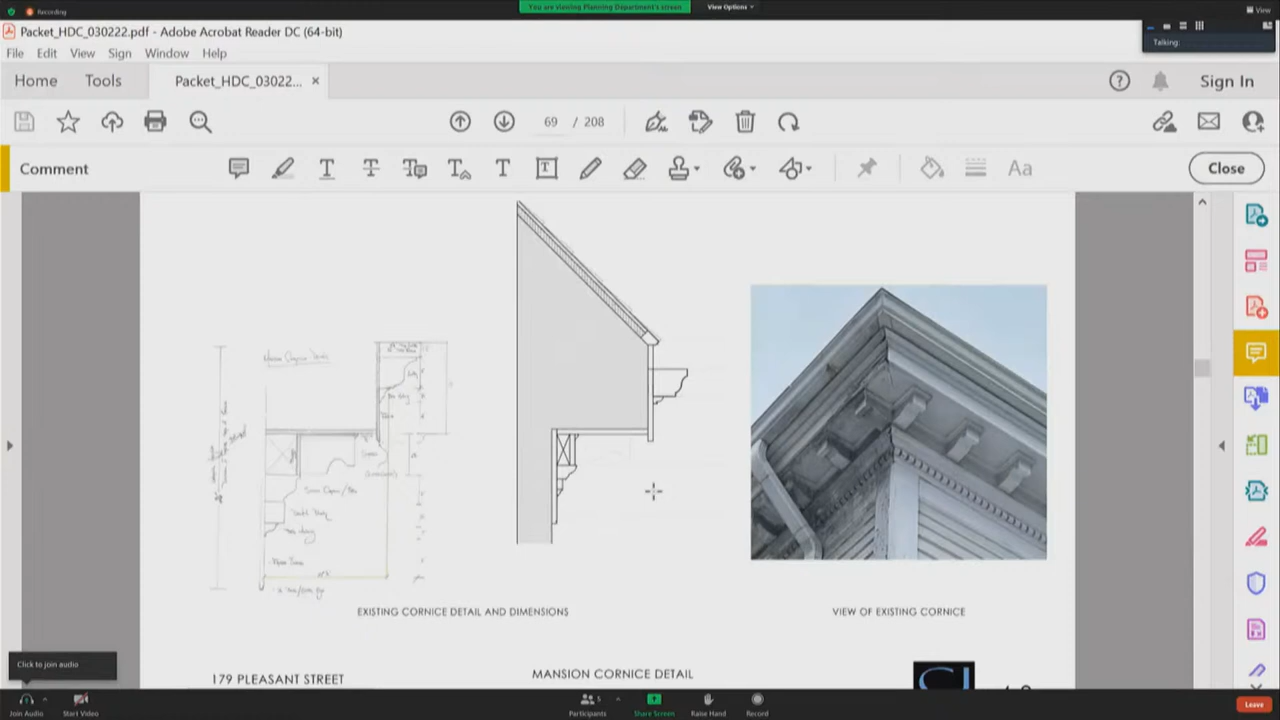 Recording
You are viewing Planning Department's screen
View Options
View
Packet_HDC_030222.pdf - Adobe Acrobat Reader DC (64-bit)
Talking:
File Edit View Sign Window Help
Home Tools Packet_HDC_03022... × Sign In
69 / 208
Comment Close
Aa
EXISTING CORNICE DETAIL AND DIMENSIONS
VIEW OF EXISTING CORNICE
Click to join audio
179 PLEASANT STREET
MANSION CORNICE DETAIL
Join Audio
Start Video
Participants
5
Share Screen
Raise Hand
Record
Leave